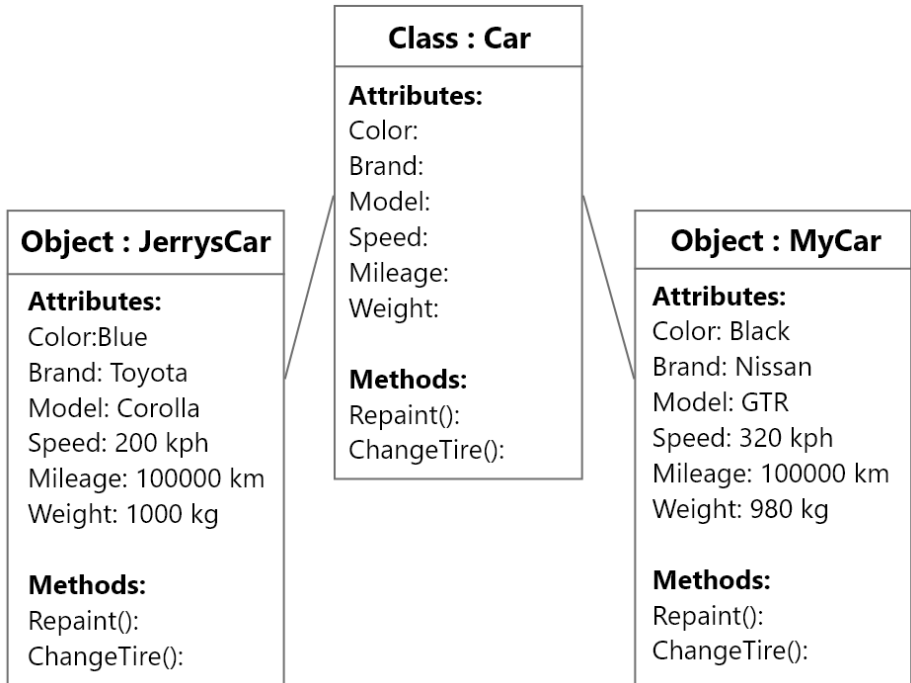 Class : Car
Attributes:
Color:
Brand:
Model:
Speed:
Mileage:
Weight:
Methods:
Repaint():
ChangeTire():
Object : JerrysCar
Attributes:
Color:Blue
Brand: Toyota
Model: Corolla
Speed: 200 kph
Mileage: 100000 km
Weight: 1000 kg
Methods:
Repaint():
ChangeTire():
Object : MyCar
Attributes:
Color: Black
Brand: Nissan
Model: GTR
Speed: 320 kph
Mileage: 100000 km
Weight: 980 kg
Methods:
Repaint():
ChangeTire():